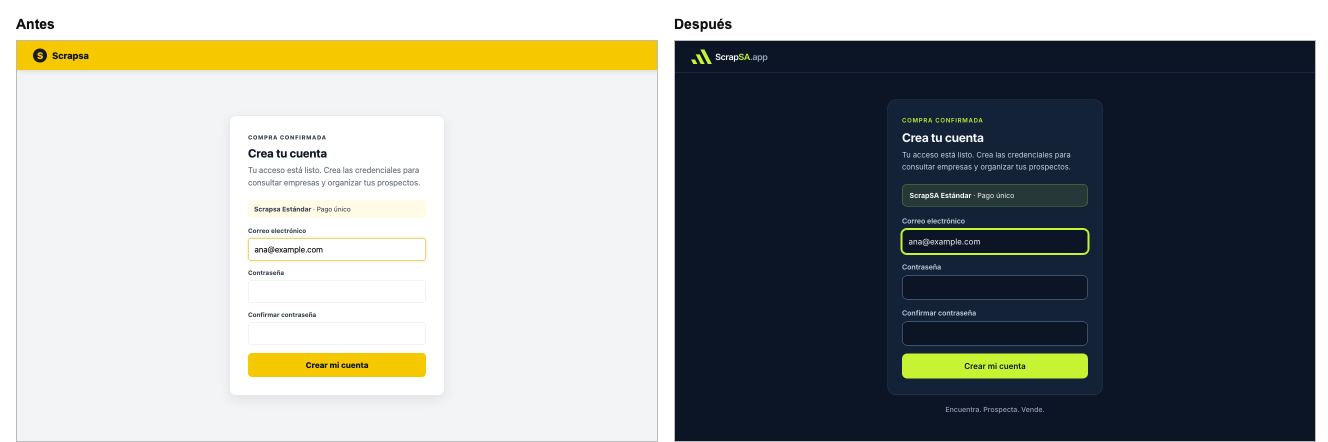 Antes
S Scrapsa
COMPRA CONFIRMADA
Crea tu cuenta
Tu acceso está listo. Crea las credenciales para
consultar empresas y organizar tus prospectos.
Scrapsa Estándar · Pago único
Correo electrónico
ana@example.com
Contraseña
Confirmar contraseña
Crear mi cuenta
Después
ScrapSA.app
COMPRA CONFIRMADA
Crea tu cuenta
Tu acceso está listo. Crea las credenciales para
consultar empresas y organizar tus prospectos.
ScrapSA Estándar · Pago único
Correo electrónico
ana@example.com
Contraseña
Confirmar contraseña
Crear mi cuenta
Encuentra. Prospecta. Vende.